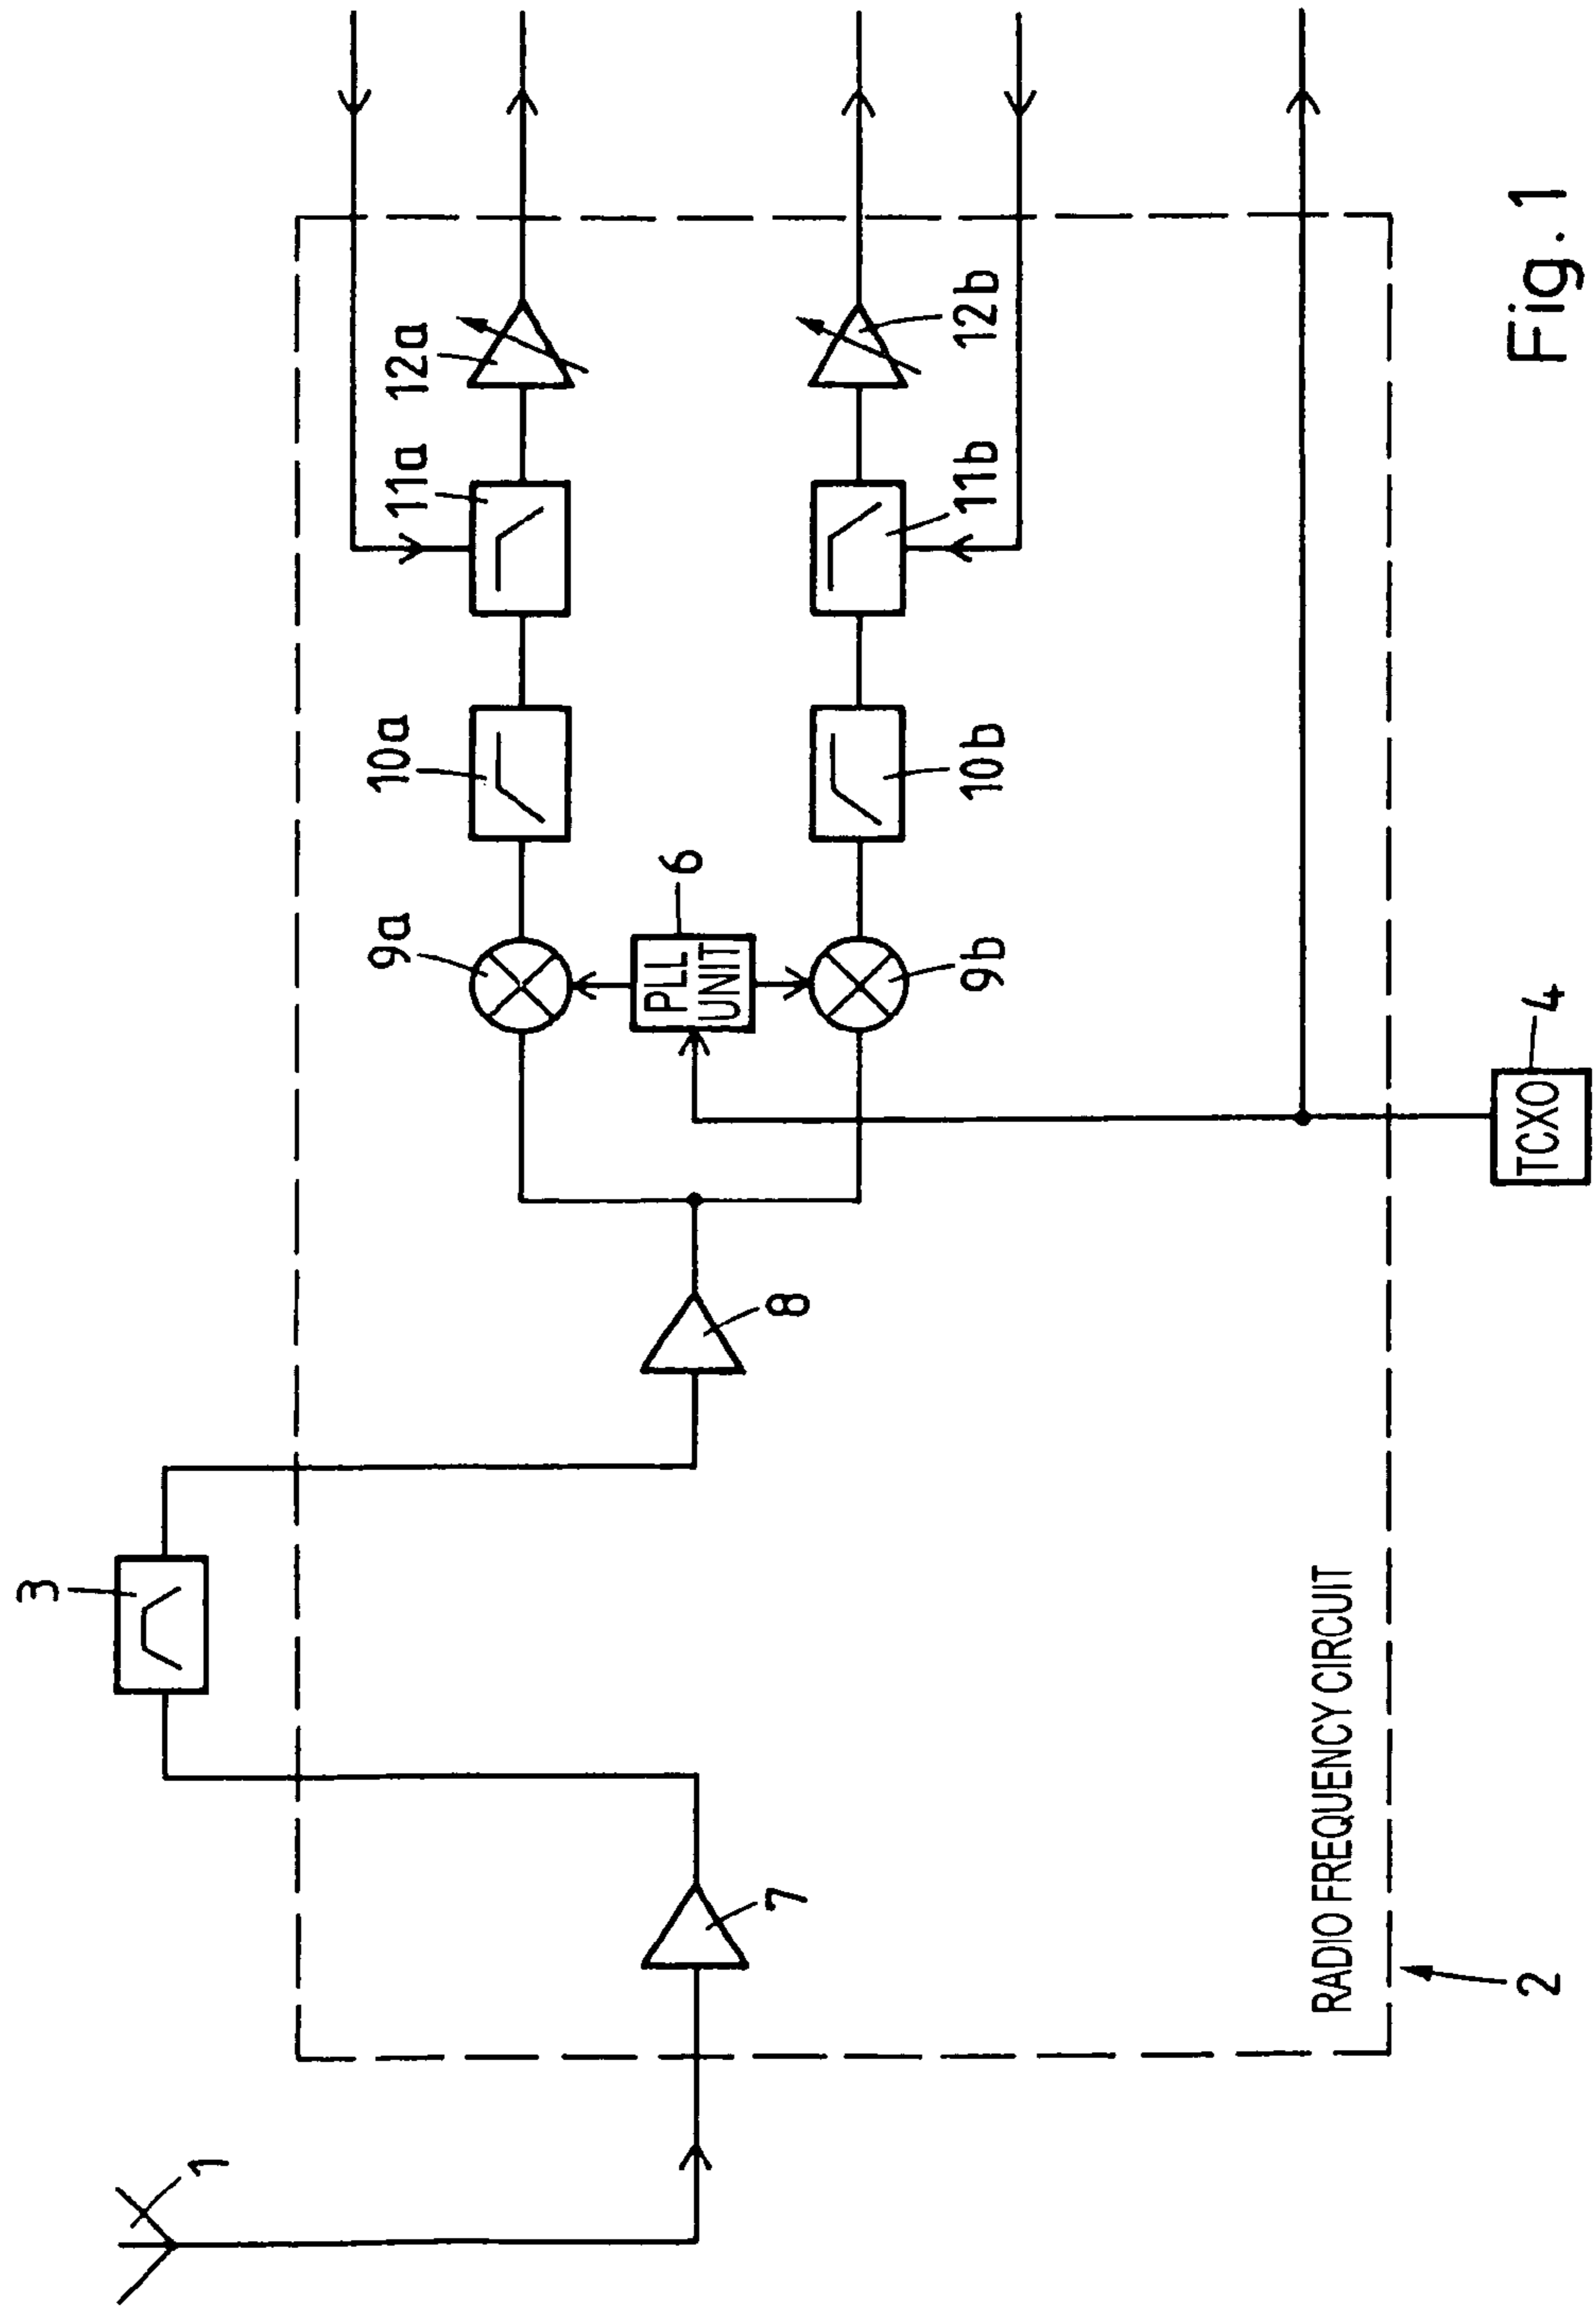 1
2
RADIO FREQUENCY CIRCUIT
7
3
8
TCXO
4
9a
PLL
UNIT
6
9b
10a
10b
11a
11b
12a
12b
Fig. 1